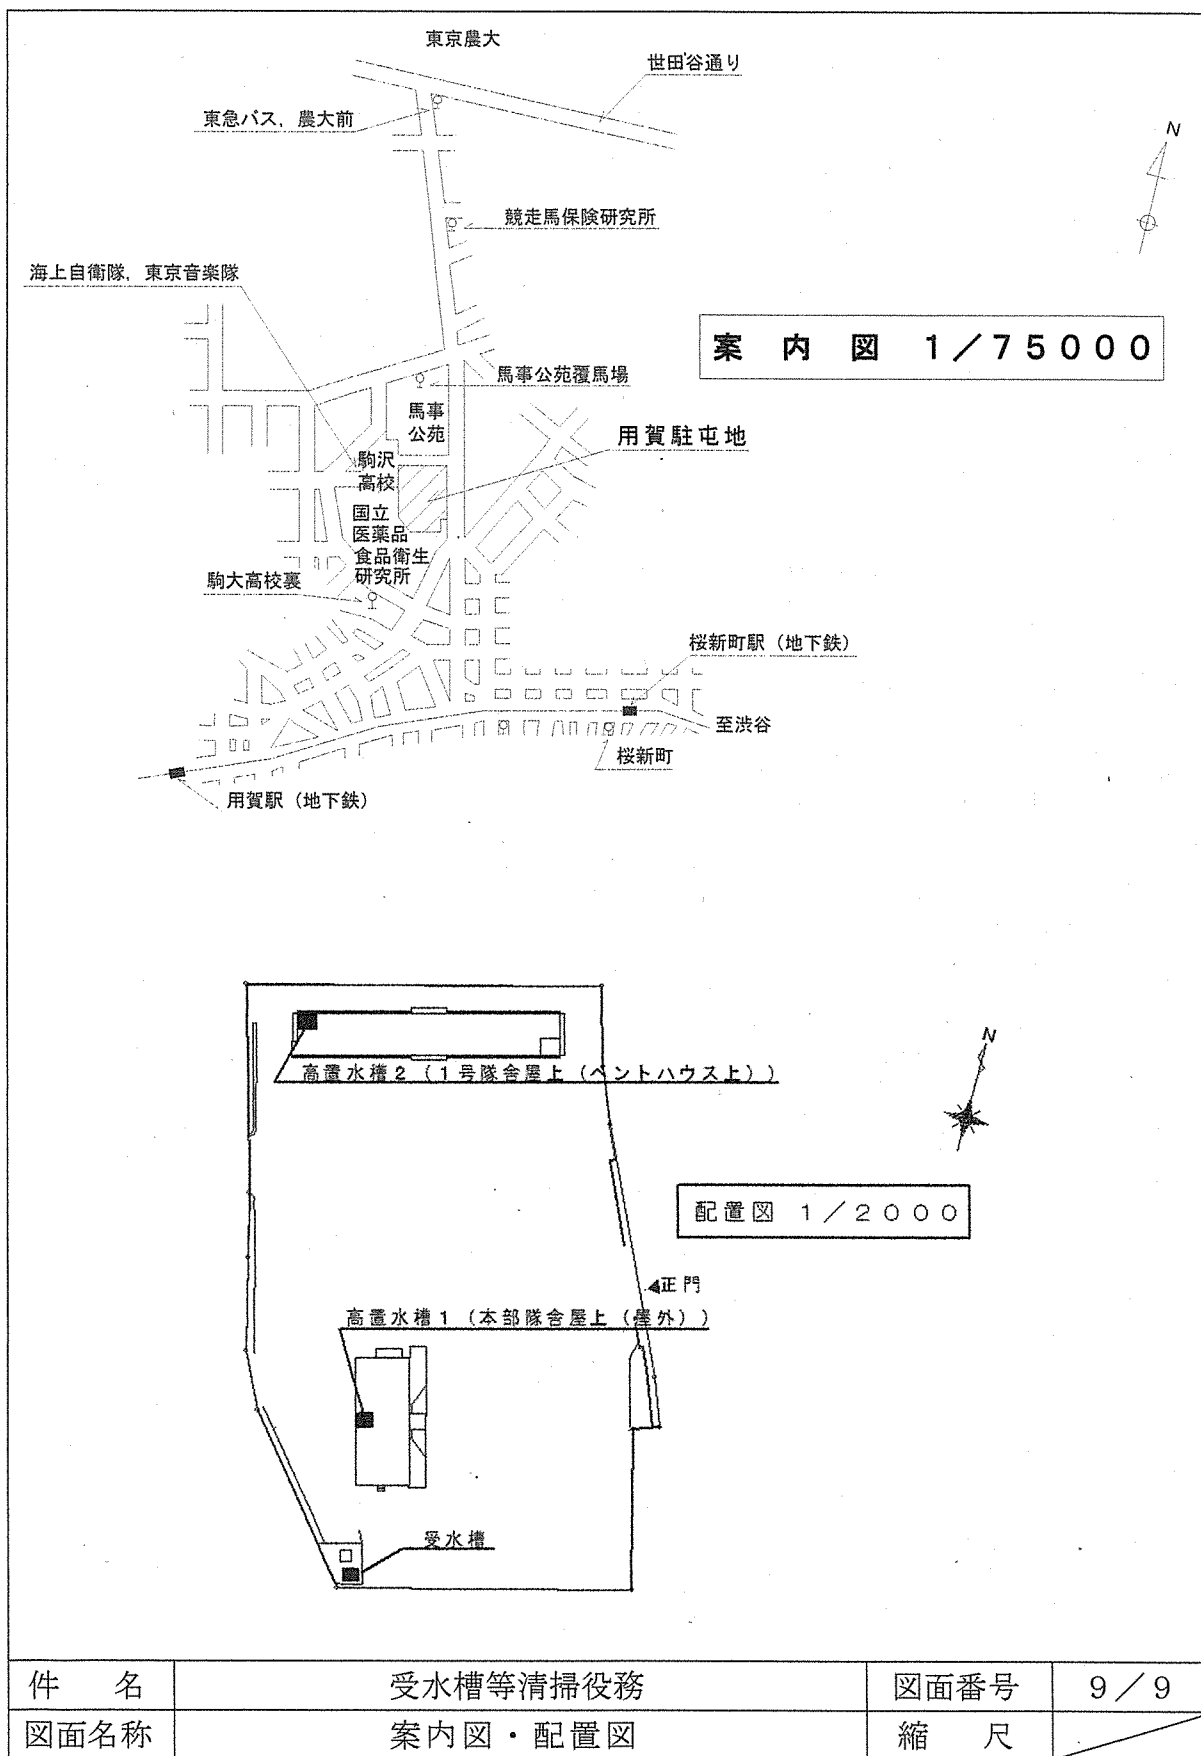 東京農大
世田谷通り
東急バス，農大前
N
競走馬保険研究所
海上自衛隊，東京音楽隊
案内図 1／75000
馬事公苑覆馬場
馬事
公苑
用賀駐屯地
駒沢
高校
国立
医薬品
食品衛生
研究所
駒大高校裏
桜新町駅（地下鉄）
至渋谷
桜新町
用賀駅（地下鉄）
高置水槽2（1号隊舎屋上（ペントハウス上））
N
配置図 1／2000
正門
高置水槽1（本部隊舎屋上（屋外））
受水槽
件名 受水槽等清掃役務 図面番号 9／9
図面名称 案内図・配置図 縮尺